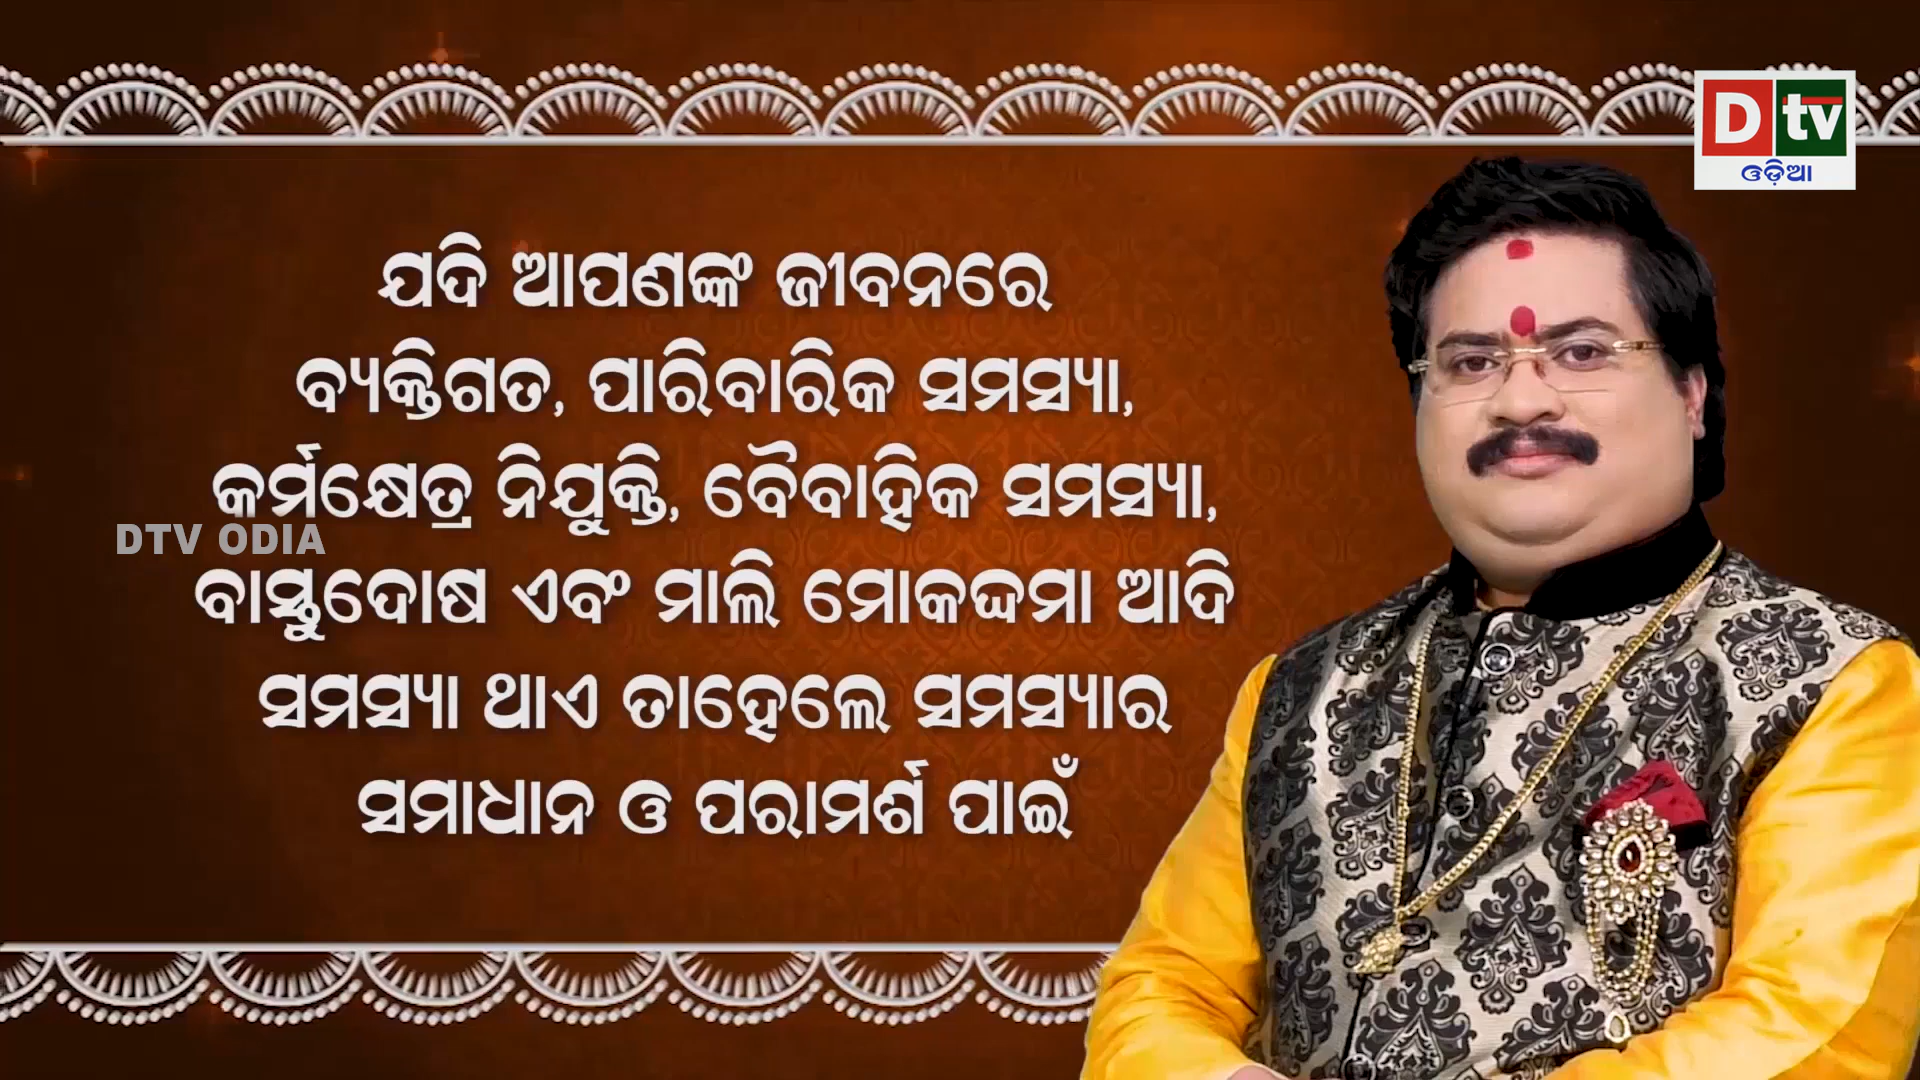 D tv
ଓଡ଼ିଆ
ଯଦି ଆପଣଙ୍କ ଜୀବନରେ
ବ୍ୟକ୍ତିଗତ, ପାରିବାରିକ ସମସ୍ୟା,
କର୍ମକ୍ଷେତ୍ର ନିଯୁକ୍ତି, ବୈବାହିକ ସମସ୍ୟା,
DTV ODIA
ବାସ୍ତୁଦୋଷ ଏବଂ ମାଲି ମୋକଦ୍ଦମା ଆଦି
ସମସ୍ୟା ଥାଏ ତାହେଲେ ସମସ୍ୟାର
ସମାଧାନ ଓ ପରାମର୍ଶ ପାଇଁ